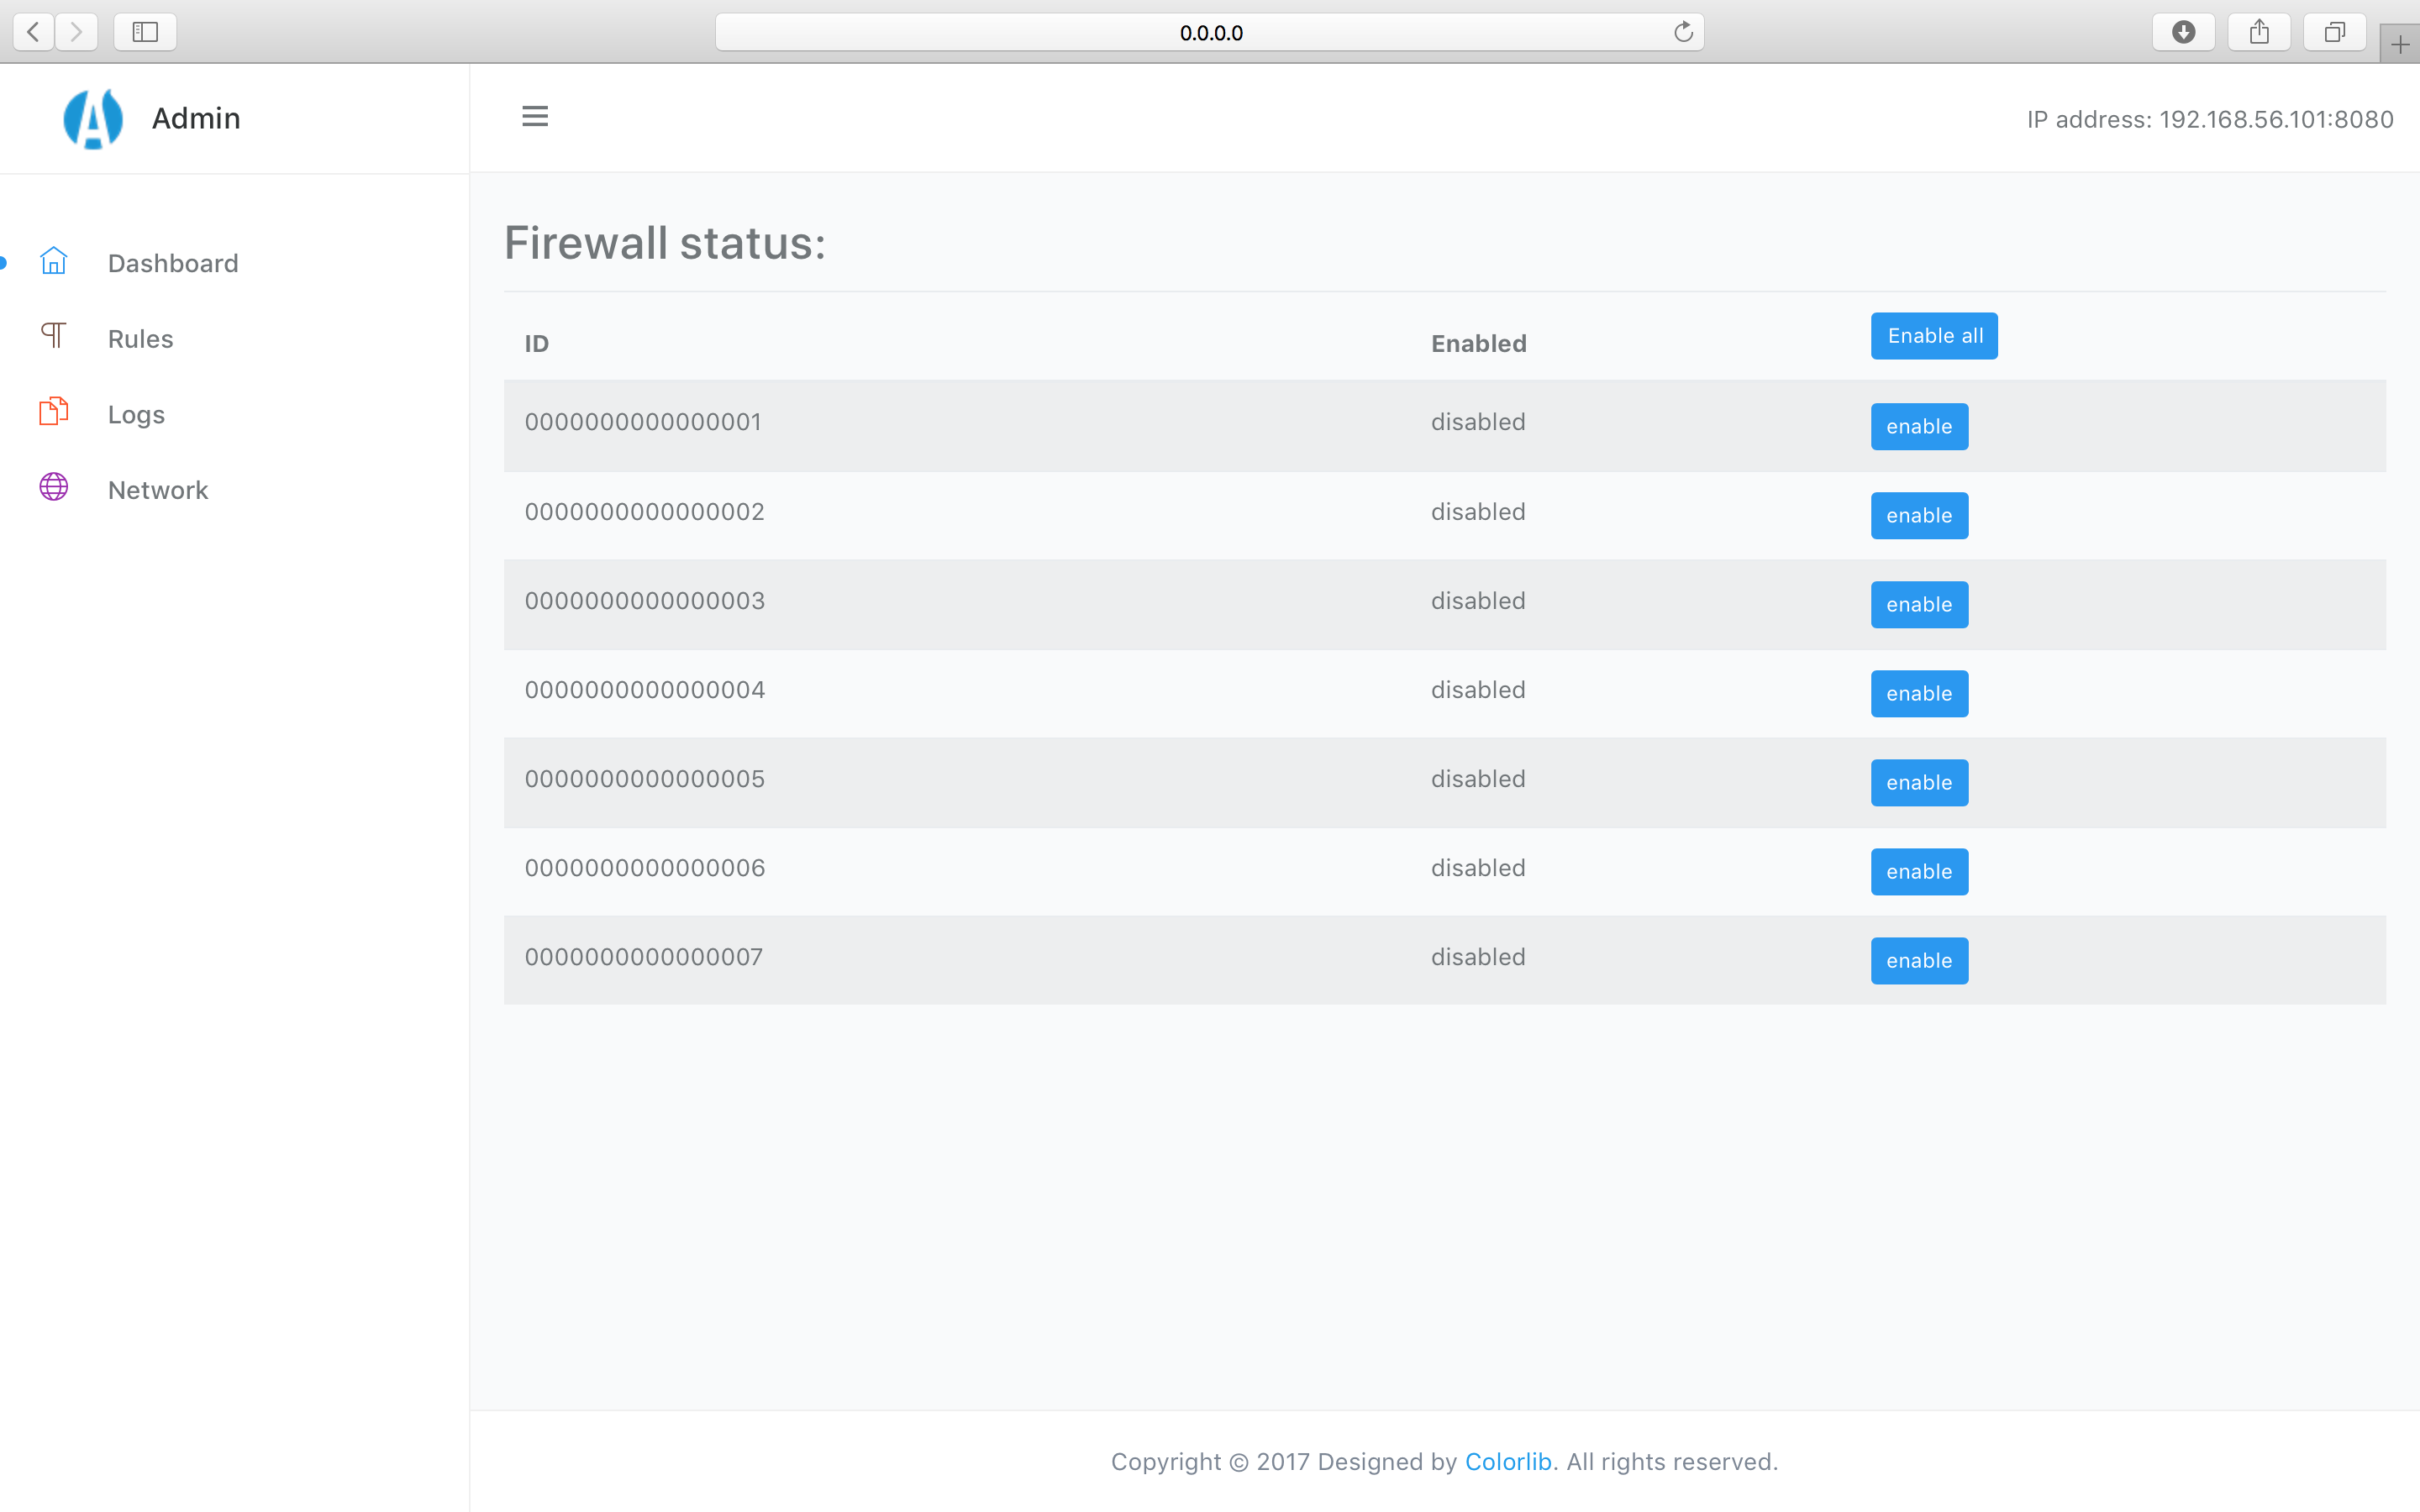 0.0.0.0
Admin
IP address: 192.168.56.101:8080
Dashboard
Rules
Logs
Network
Firewall status:
ID Enabled Enable all
0000000000000001 disabled enable
0000000000000002 disabled enable
0000000000000003 disabled enable
0000000000000004 disabled enable
0000000000000005 disabled enable
0000000000000006 disabled enable
0000000000000007 disabled enable
Copyright © 2017 Designed by Colorlib. All rights reserved.